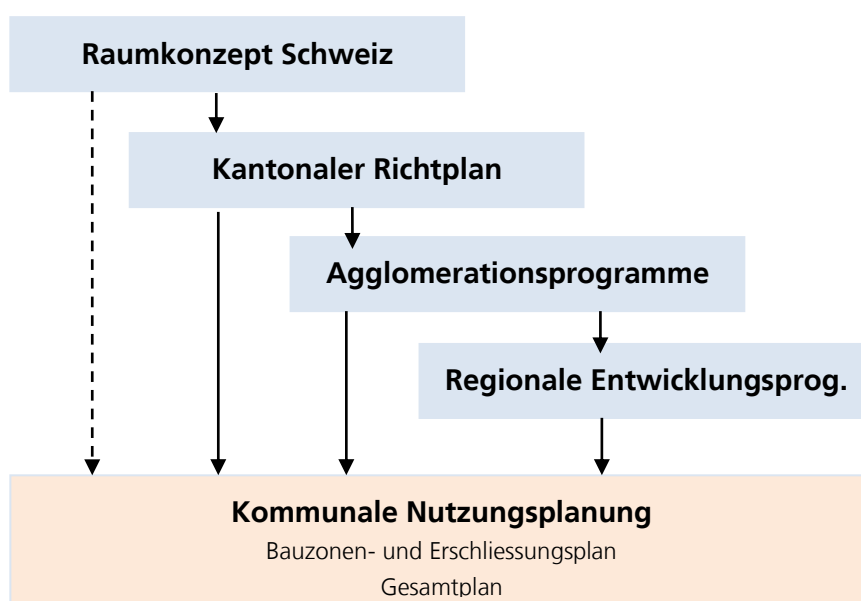 Raumkonzept Schweiz
Kantonaler Richtplan
Agglomerationsprogramme
Regionale Entwicklungsprog.
Kommunale Nutzungsplanung
Bauzonen- und Erschliessungsplan
Gesamtplan